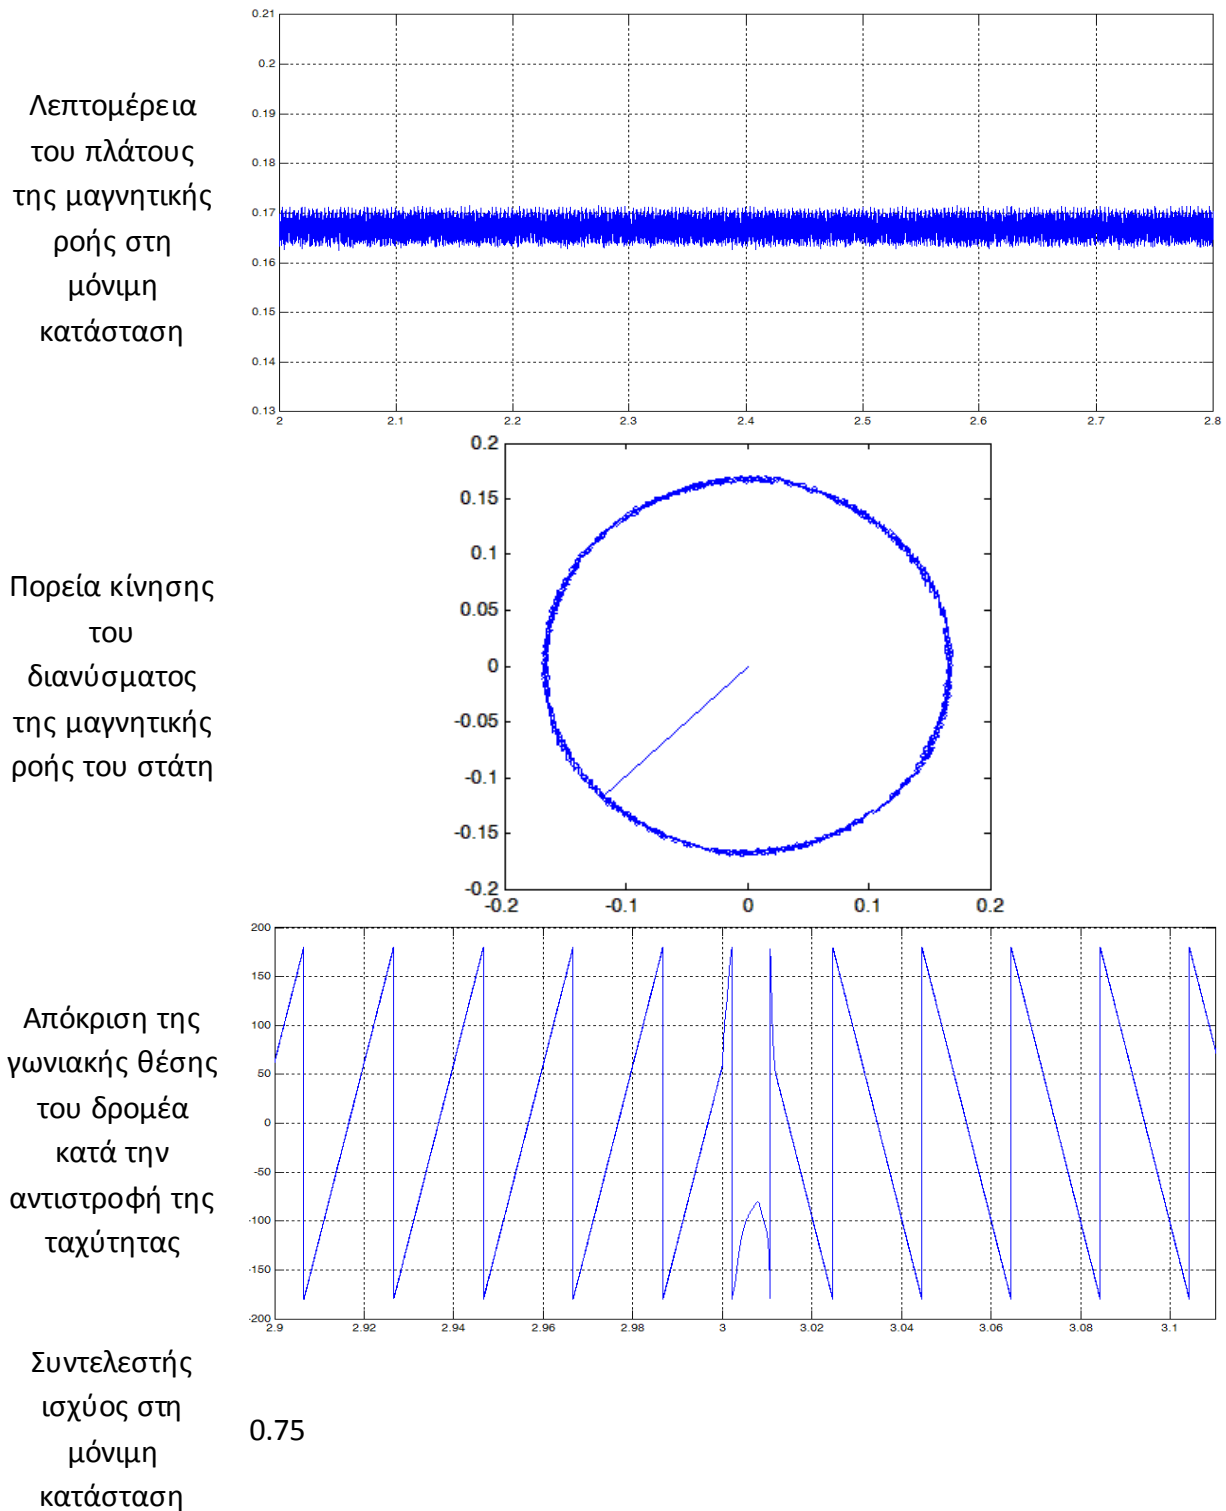 Λεπτομέρεια
του πλάτους
της μαγνητικής
ροής στη
μόνιμη
κατάσταση
0.21
0.2
0.19
0.18
0.17
0.16
0.15
0.14
0.13
2 2.1 2.2 2.3 2.4 2.5 2.6 2.7 2.8
Πορεία κίνησης
του
διανύσματος
της μαγνητικής
ροής του στάτη
0.2
0.15
0.1
0.05
0
-0.05
-0.1
-0.15
-0.2
-0.2 -0.1 0 0.1 0.2
Απόκριση της
γωνιακής θέσης
του δρομέα
κατά την
αντιστροφή της
ταχύτητας
200
150
100
50
0
-50
-100
-150
-200
2.9 2.92 2.94 2.96 2.98 3 3.02 3.04 3.06 3.08 3.1
Συντελεστής
ισχύος στη
μόνιμη
κατάσταση
0.75